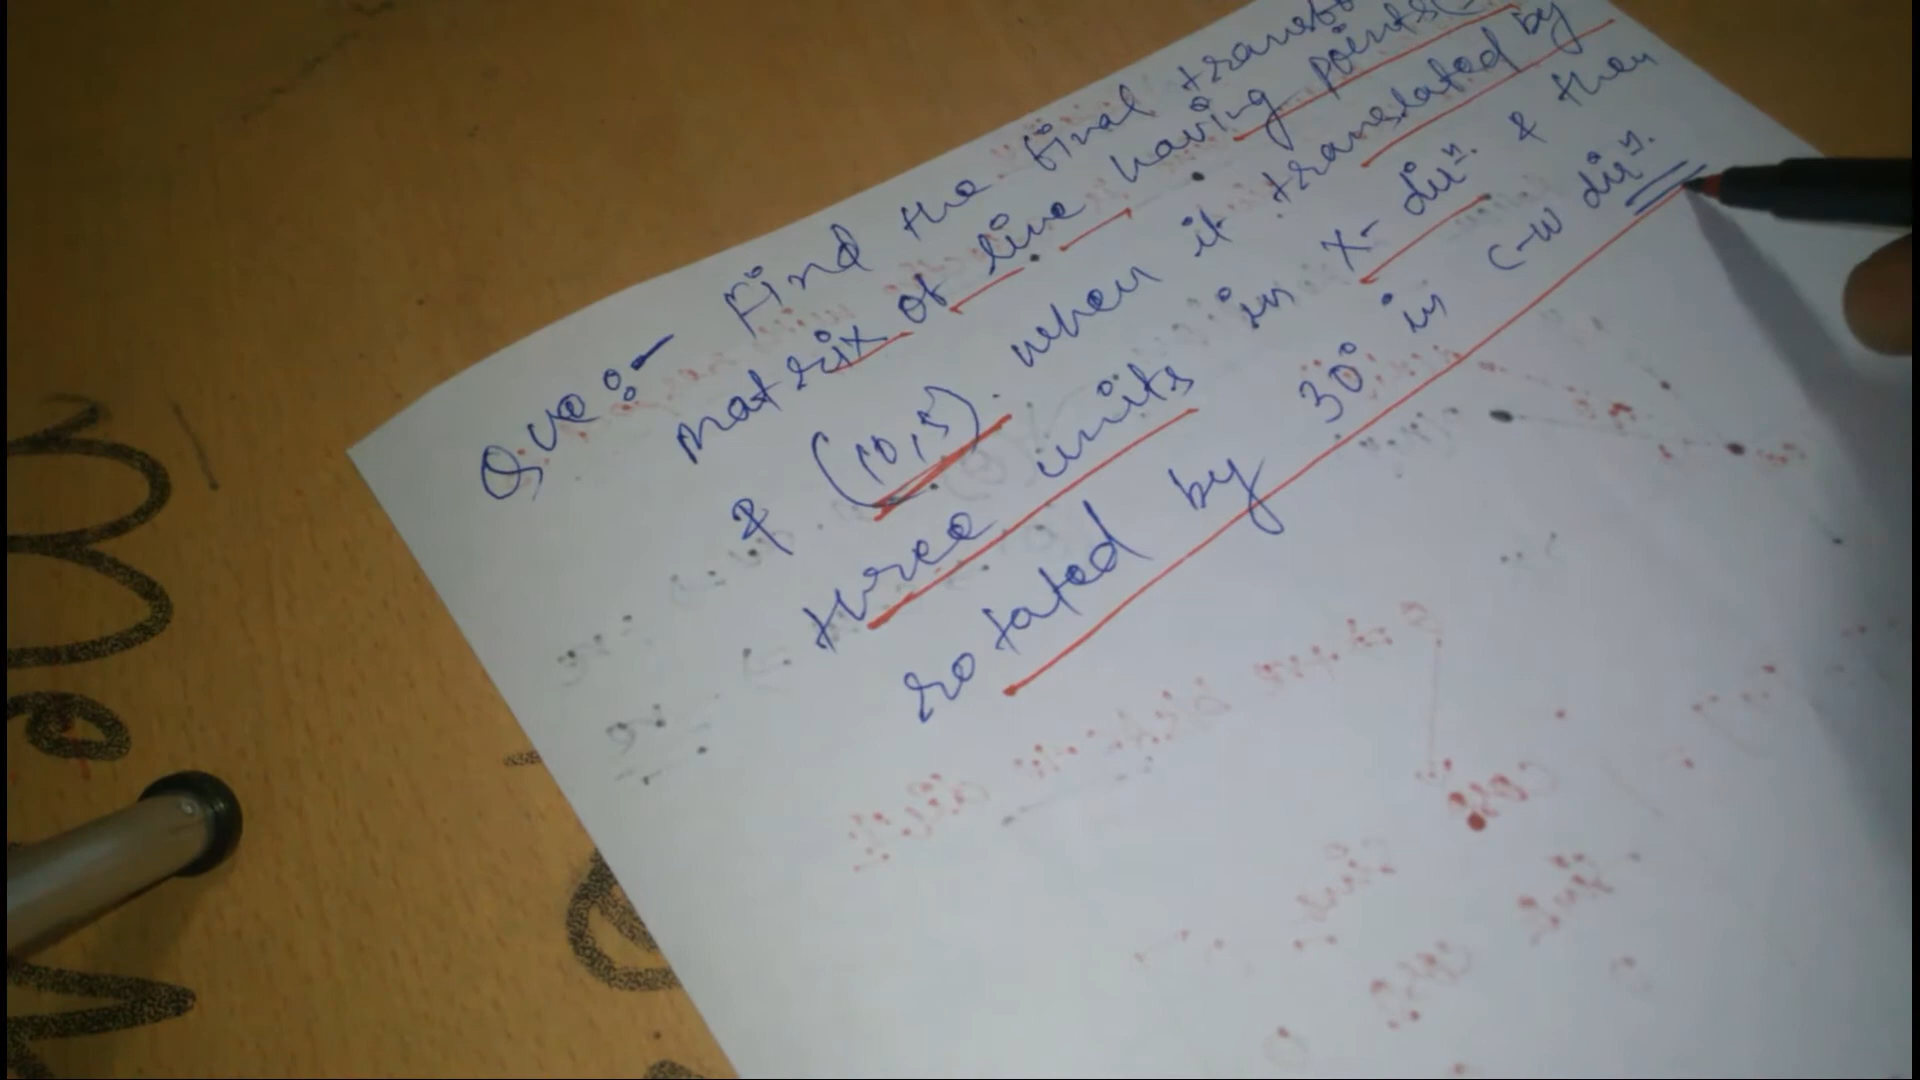 Que:- Find the final
matrix of line having points
& (10,5) when it translated by
three units in X- dirn. & then
rotated by 30° in C-W dirn.